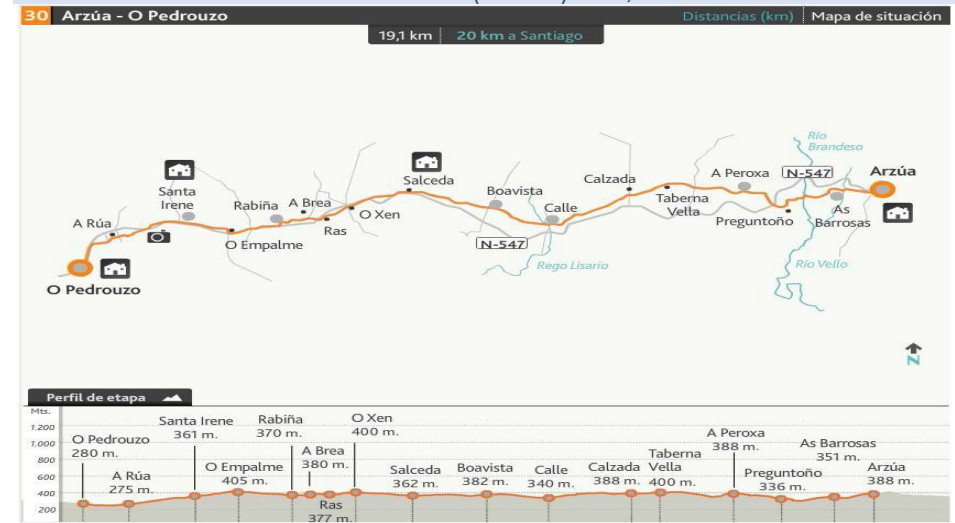 30 Arzúa - O Pedrouzo
Distancias (km) Mapa de situación
19,1 km 20 km a Santiago
Río
Brandeso
Salceda
Calzada
A Peroxa
N-547
Arzúa
Santa
Irene
Boavista
Taberna
Vella
Rabiña
A Brea
O Xen
Calle
As
Barrosas
Preguntoño
A Rúa
Ras
O Empalme
N-547
Rego Lisario
Río Vello
O Pedrouzo
N
Perfil de etapa
Mts.
1.200
1.000
800
600
400
200
O Pedrouzo
280 m.
A Rúa
275 m.
Santa Irene
361 m.
O Empalme
405 m.
Rabiña
370 m.
A Brea
380 m.
Ras
377 m.
O Xen
400 m.
Salceda
362 m.
Boavista
382 m.
Calle
340 m.
Calzada
388 m.
Taberna
Vella
400 m.
A Peroxa
388 m.
Preguntoño
336 m.
As Barrosas
351 m.
Arzúa
388 m.